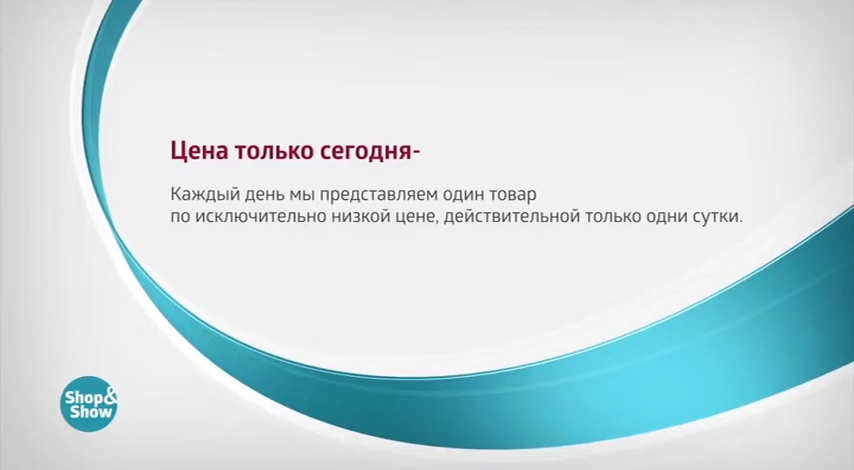 Цена только сегодня-
Каждый день мы представляем один товар
по исключительно низкой цене, действительной только одни сутки.
Shop&
Show